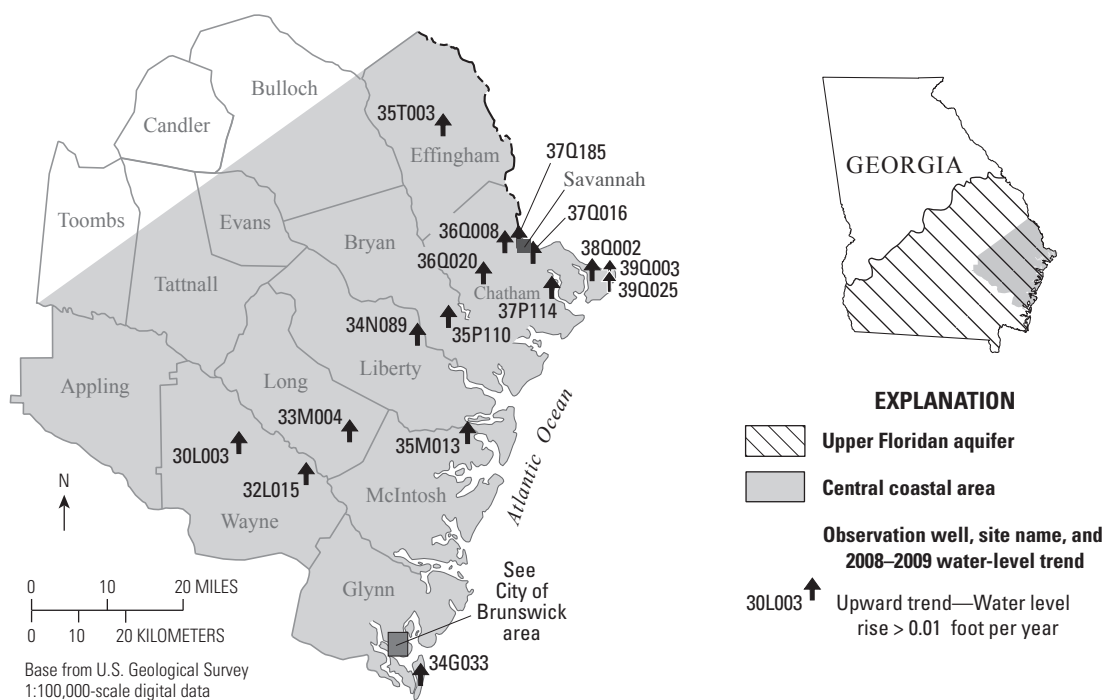 Bulloch
Candler
35T003
Effingham
37Q185
Savannah
37Q016
Toombs
Evans
Bryan
36Q008
38Q002
36Q020
39Q003
39Q025
Chatham
37P114
Tattnall
34N089
35P110
Liberty
Appling
Long
33M004
30L003
35M013
32L015
McIntosh
Wayne
Atlantic Ocean
N
Glynn
See
City of
Brunswick
area
34G033
0 10 20 MILES
0 10 20 KILOMETERS
Base from U.S. Geological Survey
1:100,000-scale digital data
GEORGIA
EXPLANATION
Upper Floridan aquifer
Central coastal area
Observation well, site name, and
2008–2009 water-level trend
30L003 Upward trend—Water level
rise > 0.01 foot per year